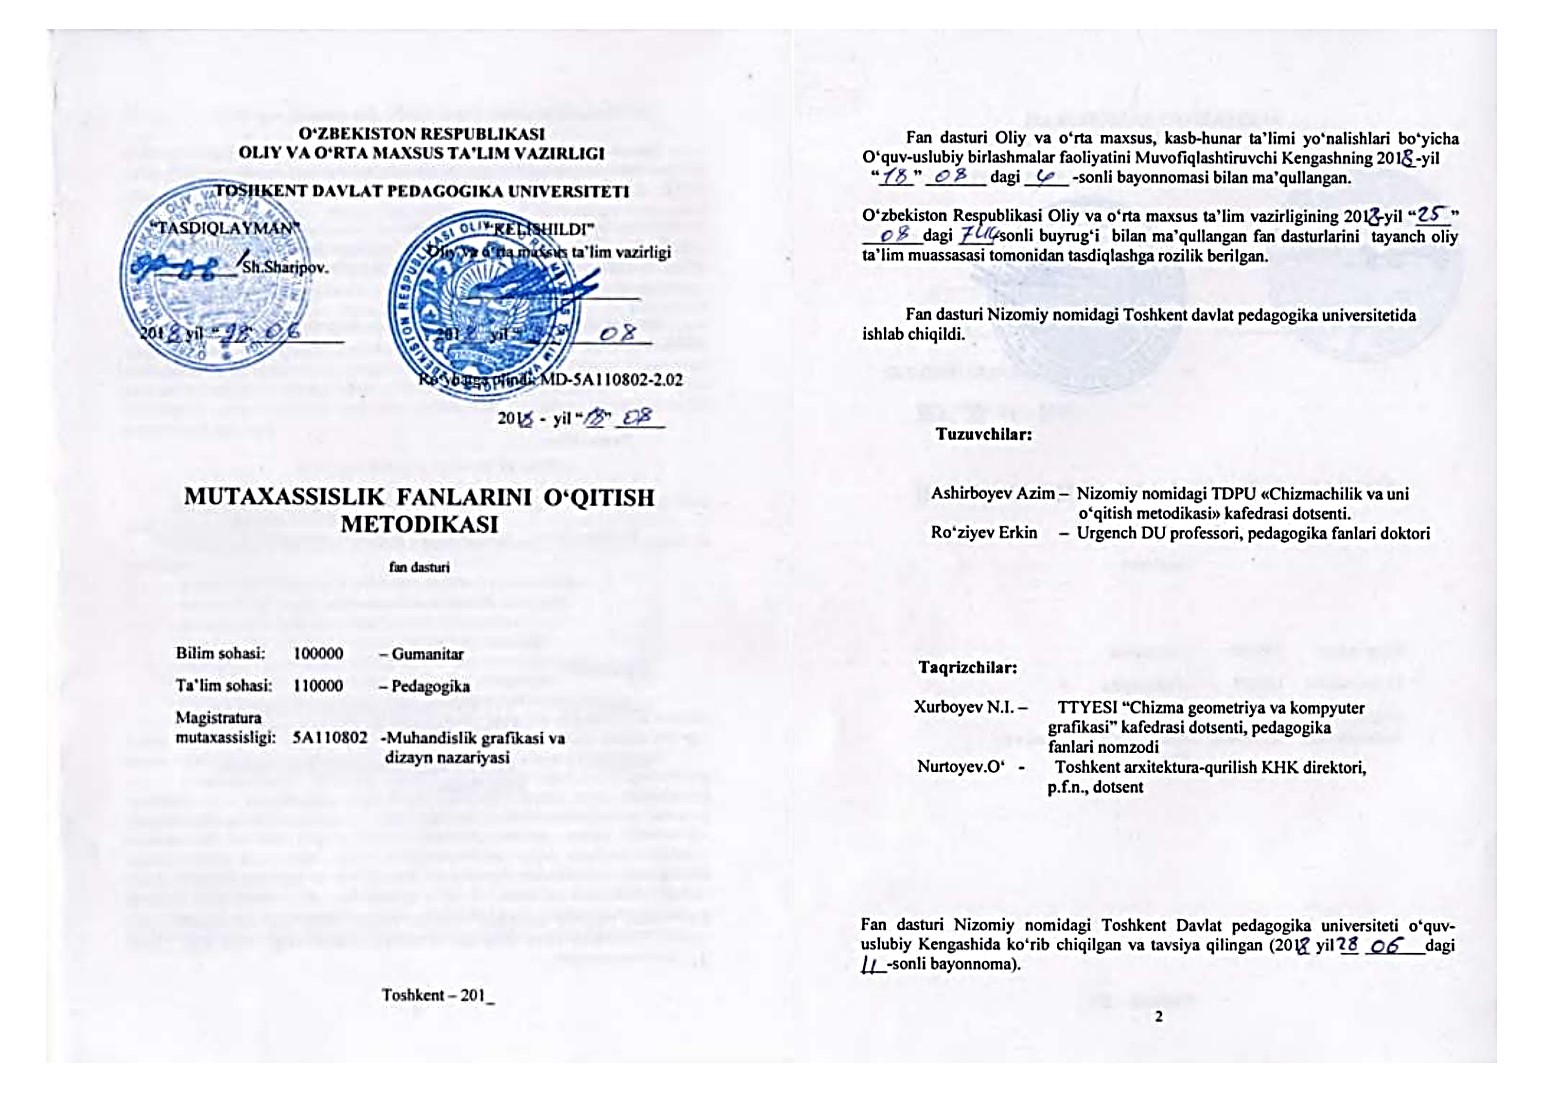 O‘ZBEKISTON RESPUBLIKASI
OLIY VA O‘RTA MAXSUS TA’LIM VAZIRLIGI
TOSHKENT DAVLAT PEDAGOGIKA UNIVERSITETI
“TASDIQLAYMAN”
Sh.Sharipov.
2018 yil “28” 06
“KELISHILDI”
Oliy va o‘rta maxsus ta’lim vazirligi
2018 yil 08
Ro‘yxatga olindi: MD-5A110802-2.02
2018 - yil “18” 08
MUTAXASSISLIK FANLARINI O‘QITISH
METODIKASI
fan dasturi
Bilim sohasi: 100000 – Gumanitar
Ta’lim sohasi: 110000 – Pedagogika
Magistratura
mutaxassisligi: 5A110802 -Muhandislik grafikasi va
dizayn nazariyasi
Toshkent – 201_
Fan dasturi Oliy va o‘rta maxsus, kasb-hunar ta’limi yo‘nalishlari bo‘yicha
O‘quv-uslubiy birlashmalar faoliyatini Muvofiqlashtiruvchi Kengashning 2018-yil
“18” 08 dagi -sonli bayonnomasi bilan ma’qullangan.
O‘zbekiston Respublikasi Oliy va o‘rta maxsus ta’lim vazirligining 2018-yil “25”
08 dagi 744-sonli buyrug‘i bilan ma’qullangan fan dasturlarini tayanch oliy
ta’lim muassasasi tomonidan tasdiqlashga rozilik berilgan.
Fan dasturi Nizomiy nomidagi Toshkent davlat pedagogika universitetida
ishlab chiqildi.
Tuzuvchilar:
Ashirboyev Azim – Nizomiy nomidagi TDPU «Chizmachilik va uni
o‘qitish metodikasi» kafedrasi dotsenti.
Ro‘ziyev Erkin – Urgench DU professori, pedagogika fanlari doktori
Taqrizchilar:
Xurboyev N.I. – TTYESI “Chizma geometriya va kompyuter
grafikasi” kafedrasi dotsenti, pedagogika
fanlari nomzodi
Nurtoyev.O‘ - Toshkent arxitektura-qurilish KHK direktori,
p.f.n., dotsent
Fan dasturi Nizomiy nomidagi Toshkent Davlat pedagogika universiteti o‘quv-
uslubiy Kengashida ko‘rib chiqilgan va tavsiya qilingan (2018 yil 28 06 dagi
11 -sonli bayonnoma).
2